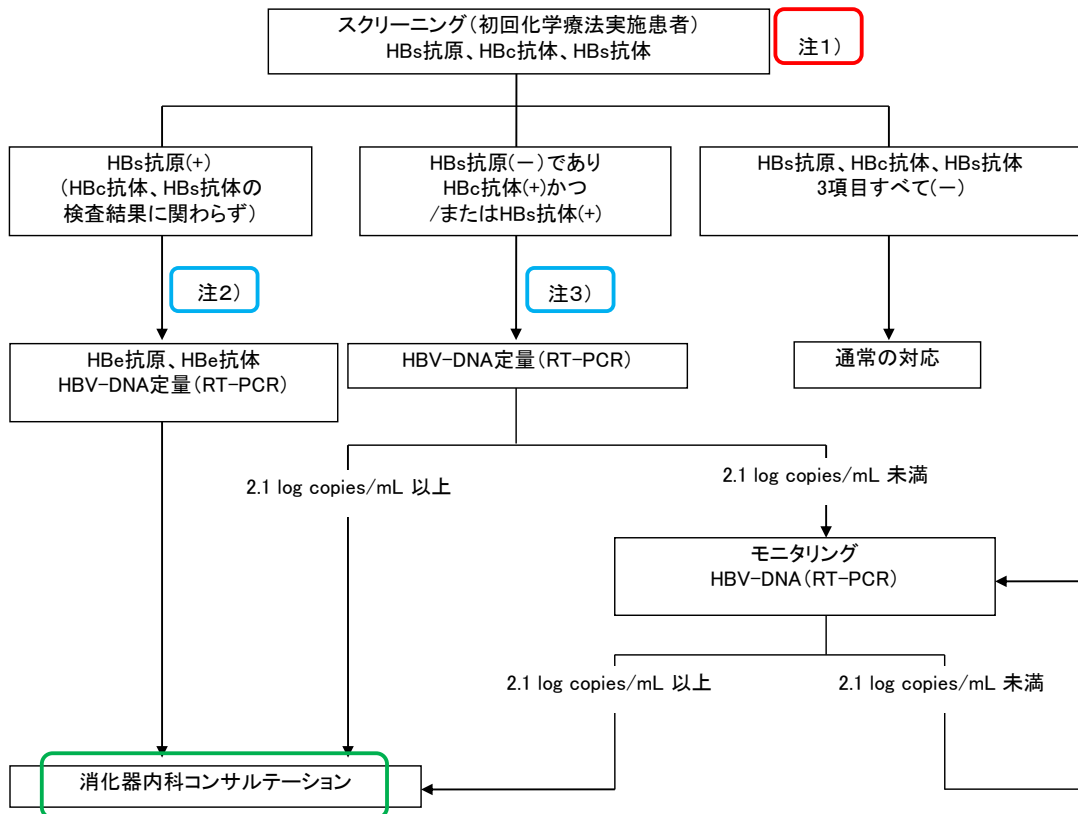 スクリーニング（初回化学療法実施患者）
HBs抗原、HBc抗体、HBs抗体
注1）
HBs抗原(+)
（HBc抗体、HBs抗体の
検査結果に関わらず）
HBs抗原(－)であり
HBc抗体(+)かつ
/またはHBs抗体(+)
HBs抗原、HBc抗体、HBs抗体
3項目すべて(－)
注2）
注3）
HBe抗原、HBe抗体
HBV-DNA定量（RT-PCR）
HBV-DNA定量（RT-PCR）
通常の対応
2.1 log copies/mL 以上
2.1 log copies/mL 未満
モニタリング
HBV-DNA（RT-PCR）
2.1 log copies/mL 以上
2.1 log copies/mL 未満
消化器内科コンサルテーション